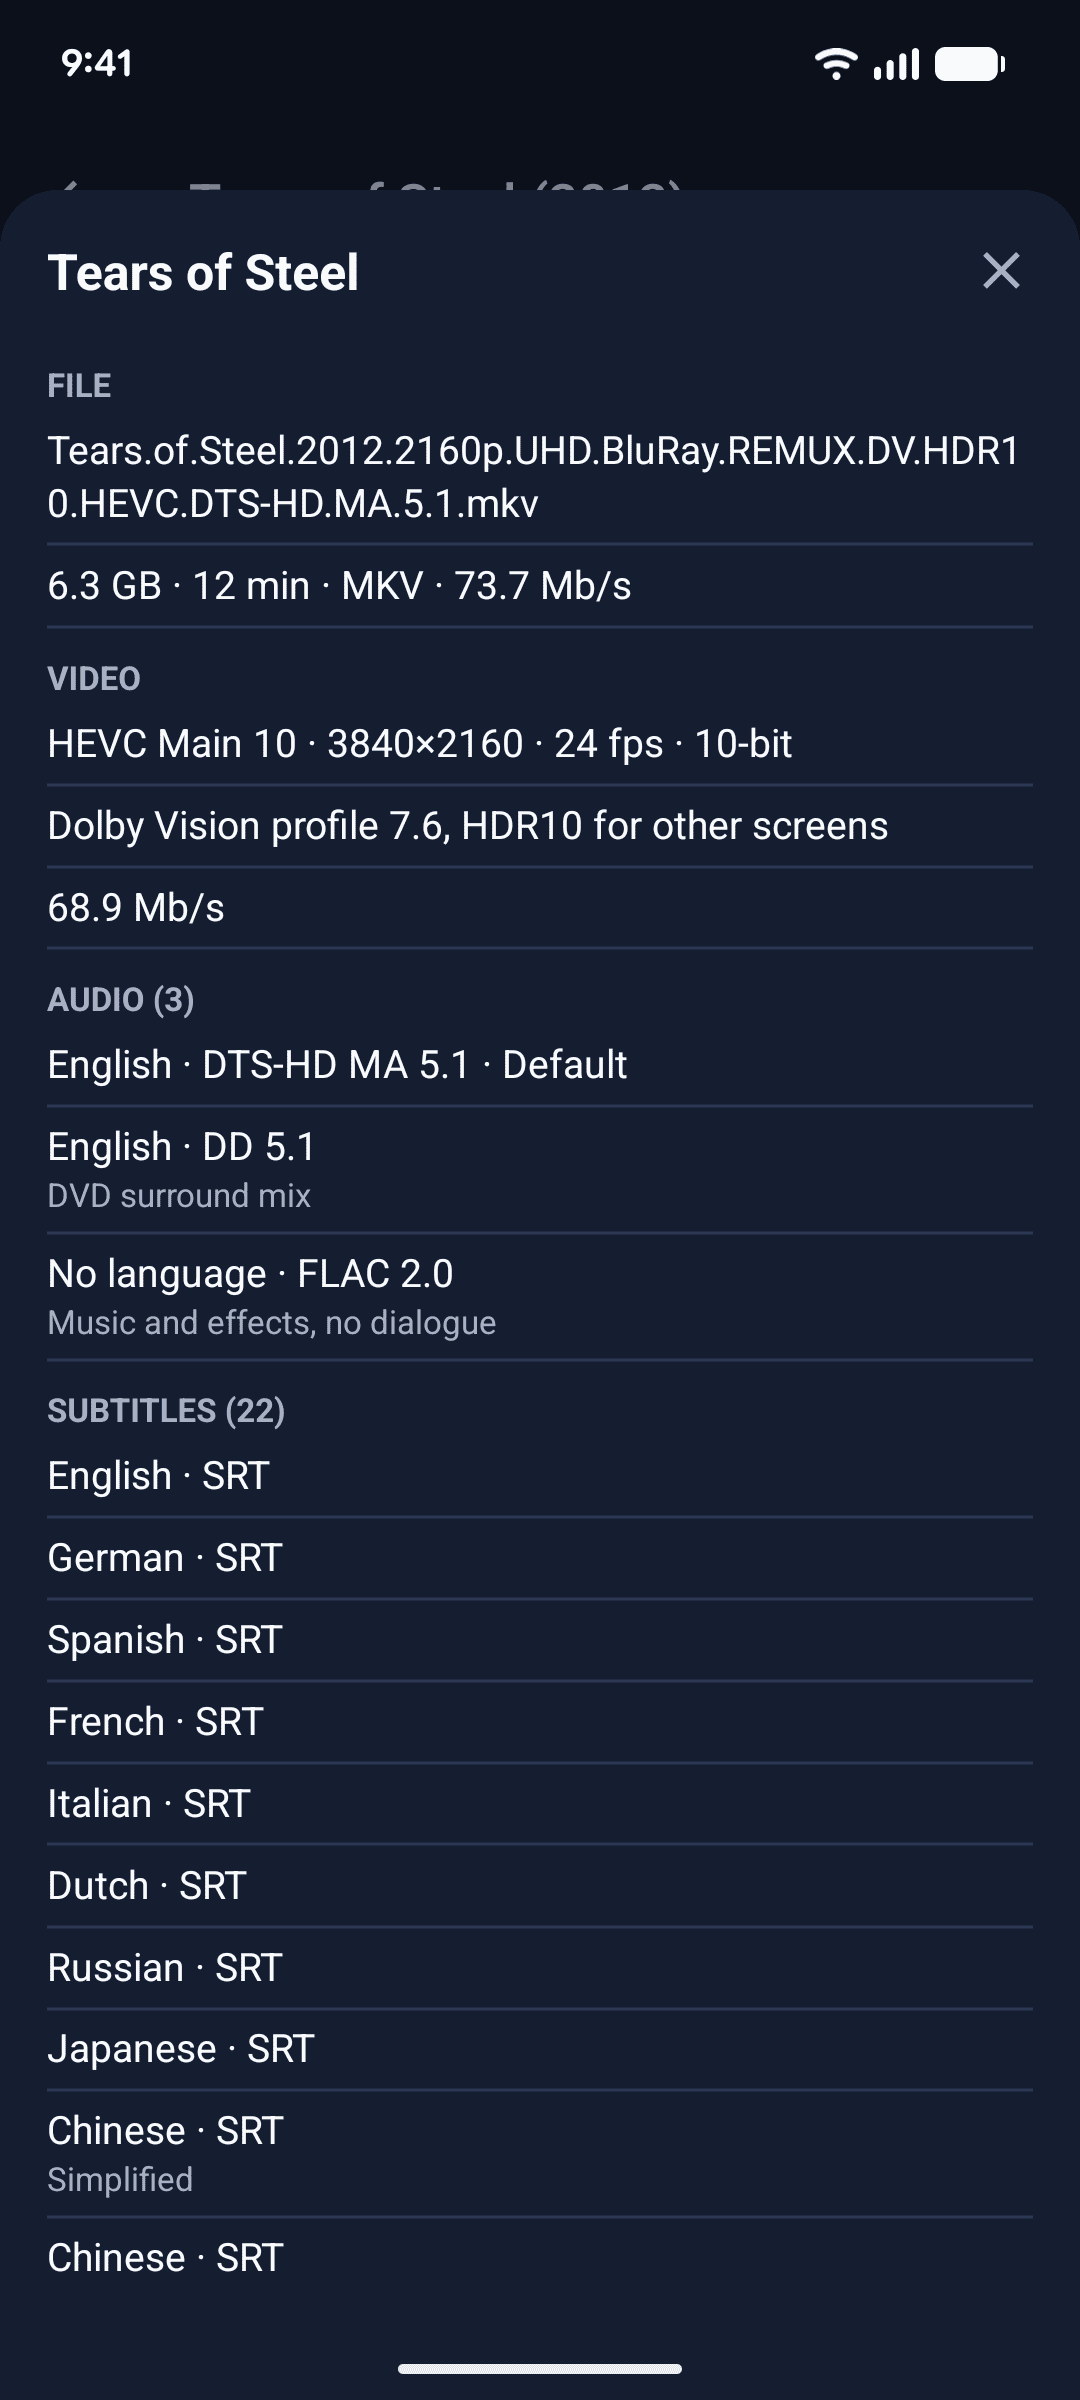 9:41
Tears of Steel
FILE
Tears.of.Steel.2012.2160p.UHD.BluRay.REMUX.DV.HDR1
0.HEVC.DTS-HD.MA.5.1.mkv
6.3 GB · 12 min · MKV · 73.7 Mb/s
VIDEO
HEVC Main 10 · 3840×2160 · 24 fps · 10-bit
Dolby Vision profile 7.6, HDR10 for other screens
68.9 Mb/s
AUDIO (3)
English · DTS-HD MA 5.1 · Default
English · DD 5.1
DVD surround mix
No language · FLAC 2.0
Music and effects, no dialogue
SUBTITLES (22)
English · SRT
German · SRT
Spanish · SRT
French · SRT
Italian · SRT
Dutch · SRT
Russian · SRT
Japanese · SRT
Chinese · SRT
Simplified
Chinese · SRT